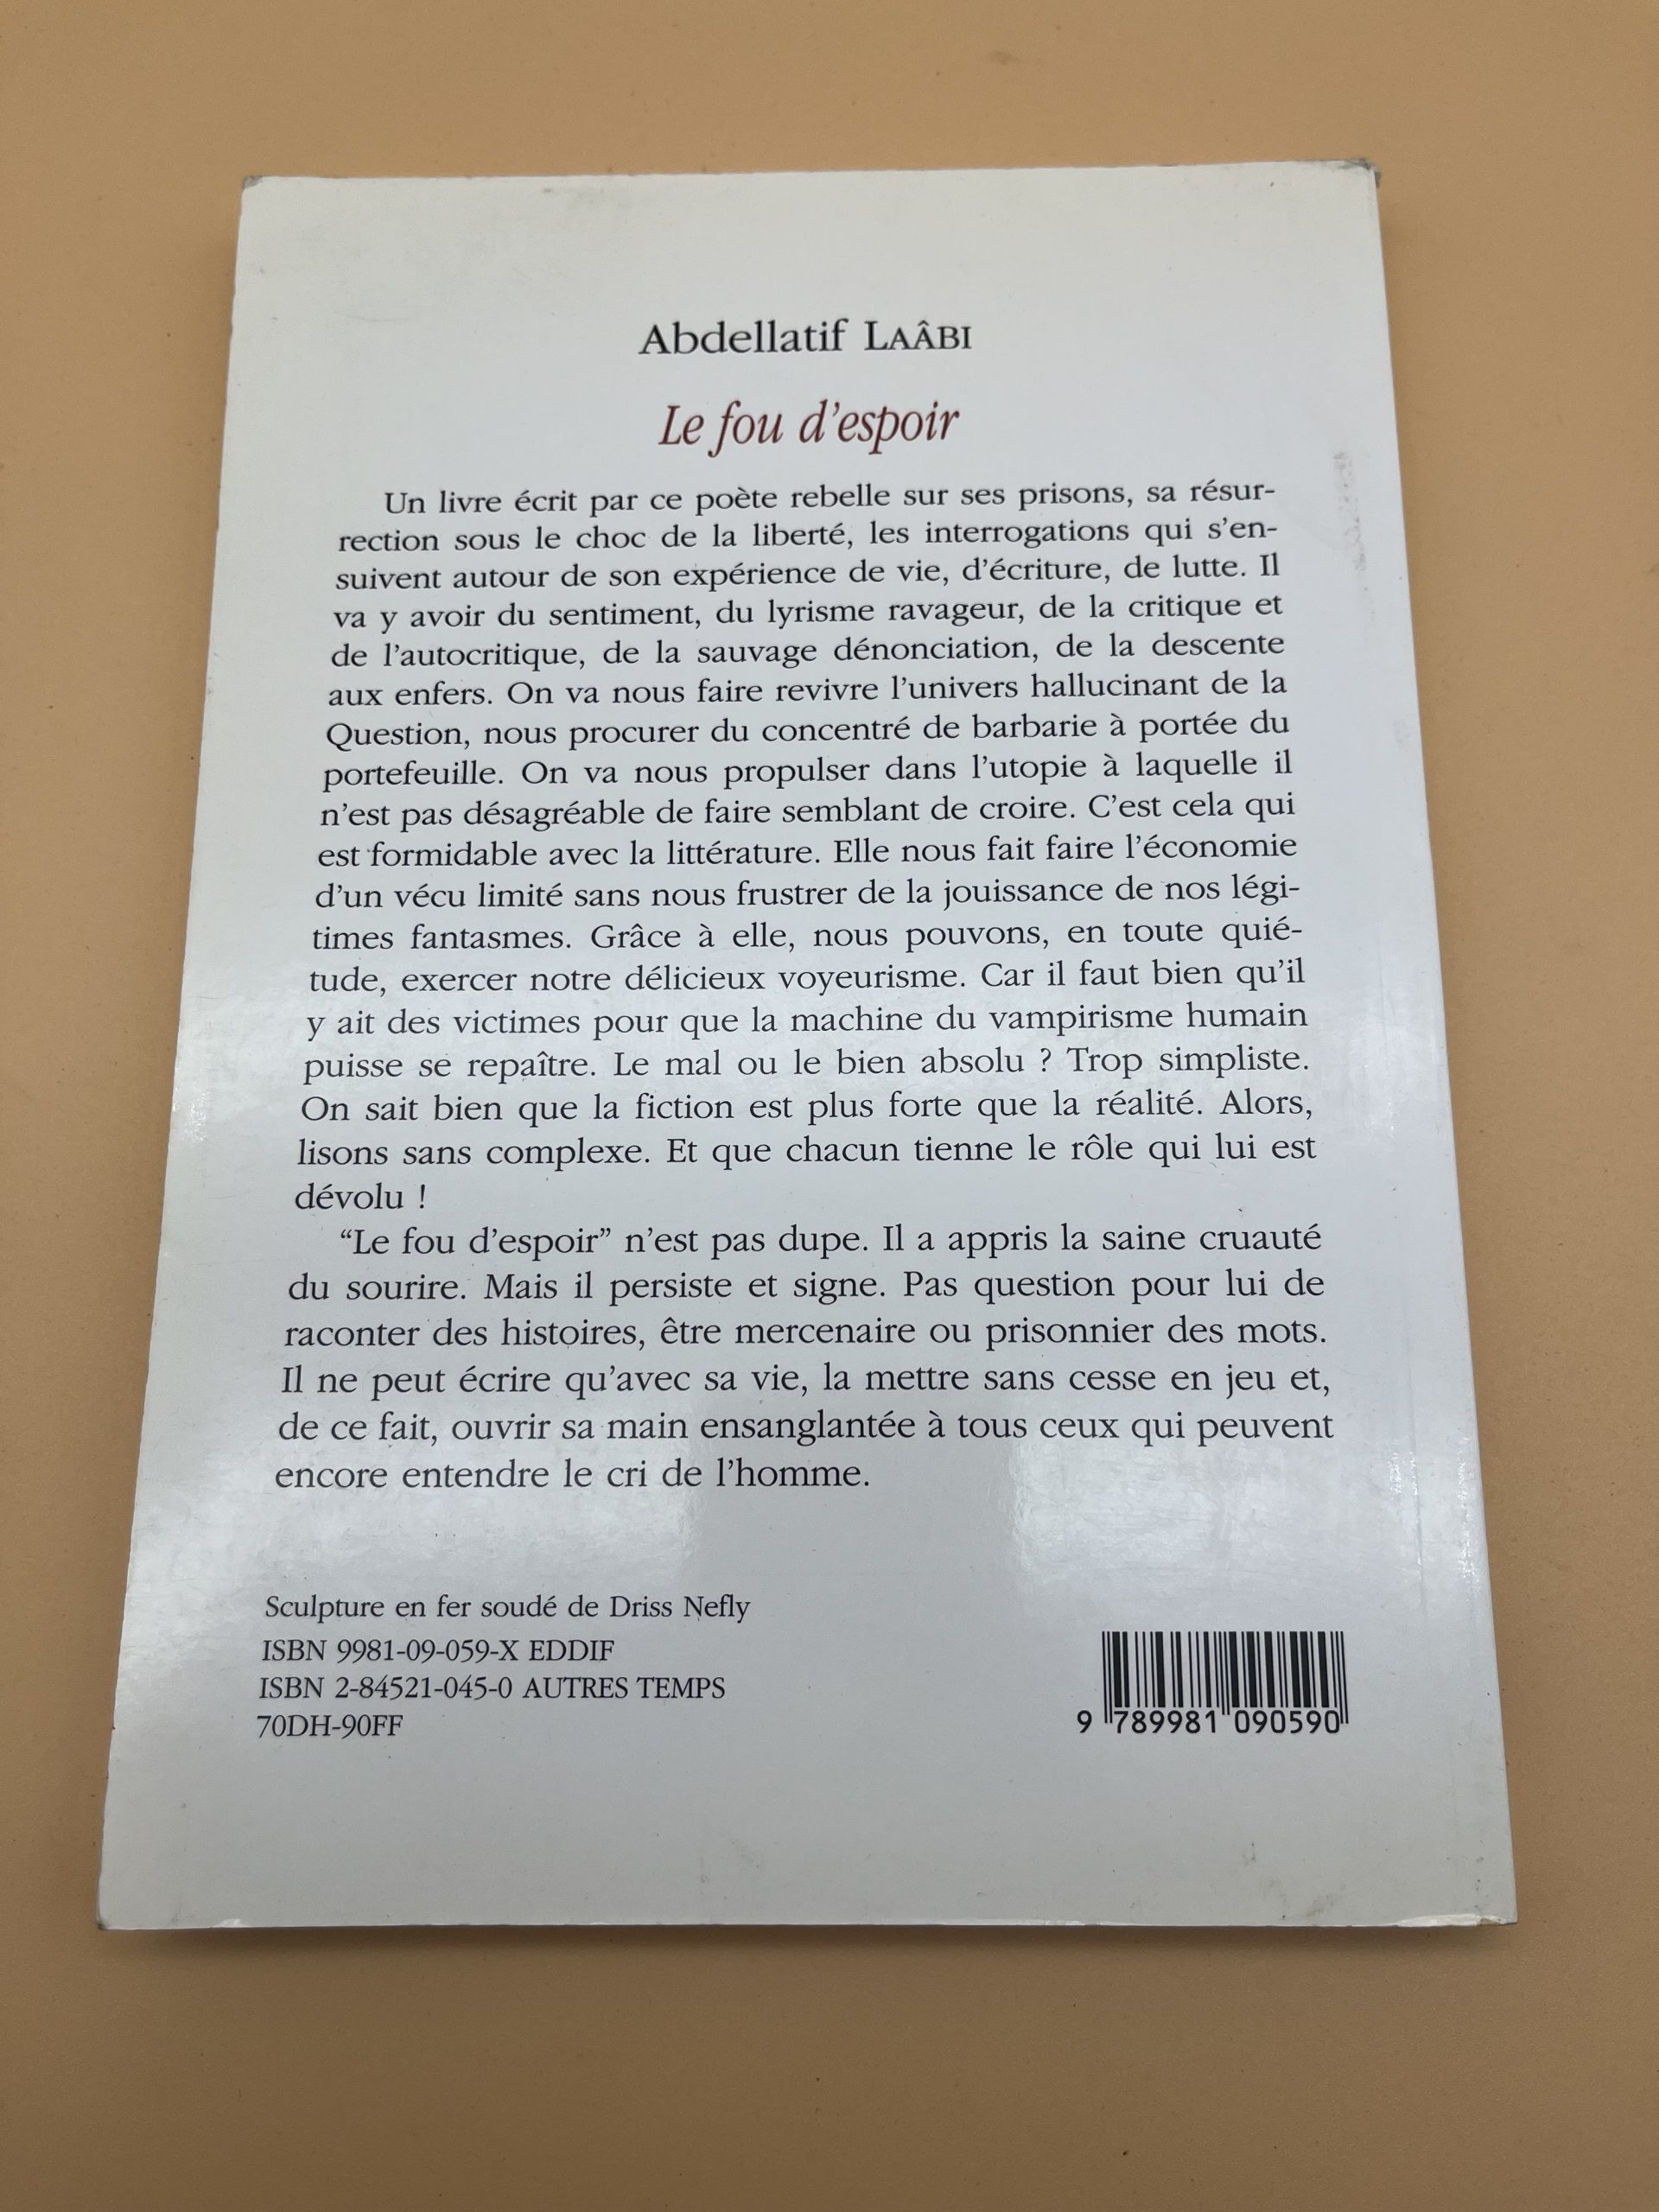 Abdellatif LAÂBI
Le fou d'espoir
Un livre écrit par ce poète rebelle sur ses prisons, sa résur-
rection sous le choc de la liberté, les interrogations qui s'en-
suivent autour de son expérience de vie, d'écriture, de lutte. Il
va y avoir du sentiment, du lyrisme ravageur, de la critique et
de l'autocritique, de la sauvage dénonciation, de la descente
aux enfers. On va nous faire revivre l'univers hallucinant de la
Question, nous procurer du concentré de barbarie à portée du
portefeuille. On va nous propulser dans l'utopie à laquelle il
n'est pas désagréable de faire semblant de croire. C'est cela qui
est formidable avec la littérature. Elle nous fait faire l'économie
d'un vécu limité sans nous frustrer de la jouissance de nos légi-
times fantasmes. Grâce à elle, nous pouvons, en toute quié-
tude, exercer notre délicieux voyeurisme. Car il faut bien qu'il
y ait des victimes pour que la machine du vampirisme humain
puisse se repaître. Le mal ou le bien absolu ? Trop simpliste.
On sait bien que la fiction est plus forte que la réalité. Alors,
lisons sans complexe. Et que chacun tienne le rôle qui lui est
dévolu !
“Le fou d'espoir” n'est pas dupe. Il a appris la saine cruauté
du sourire. Mais il persiste et signe. Pas question pour lui de
raconter des histoires, être mercenaire ou prisonnier des mots.
Il ne peut écrire qu'avec sa vie, la mettre sans cesse en jeu et,
de ce fait, ouvrir sa main ensanglantée à tous ceux qui peuvent
encore entendre le cri de l'homme.
Sculpture en fer soudé de Driss Nefly
ISBN 9981-09-059-X EDDIF
ISBN 2-84521-045-0 AUTRES TEMPS
70DH-90FF
9 789981 090590